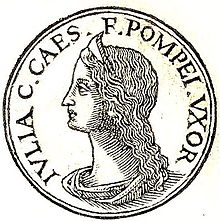 IVLIA C. CAES. F. POMPEI. VXOR